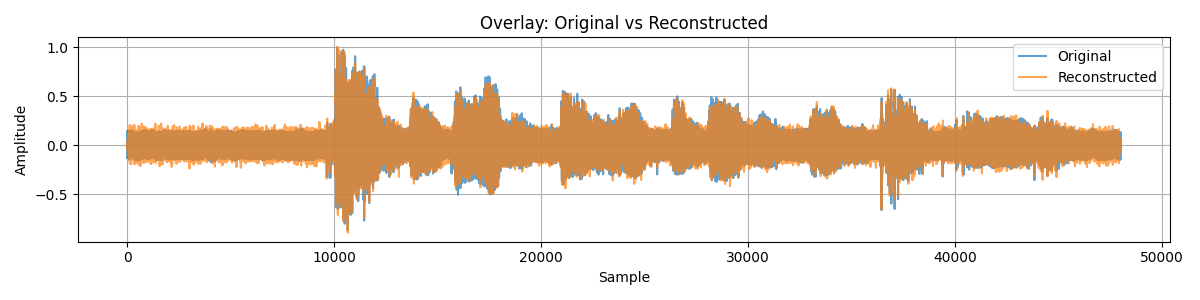 Overlay: Original vs Reconstructed
Original
Reconstructed
1.0
0.5
0.0
−0.5
Amplitude
0
10000
20000
30000
40000
50000
Sample